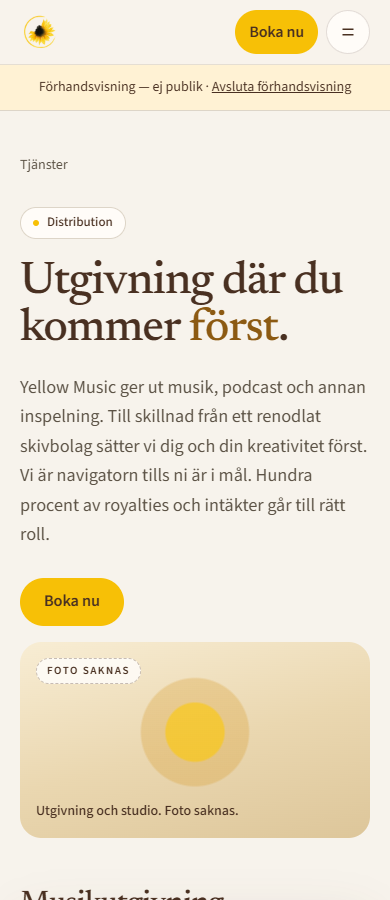 Boka nu
Förhandsvisning — ej publik · Avsluta förhandsvisning
Tjänster
Distribution
Utgivning där du
kommer först.
Yellow Music ger ut musik, podcast och annan
inspelning. Till skillnad från ett renodlat
skivbolag sätter vi dig och din kreativitet först.
Vi är navigatorn tills ni är i mål. Hundra
procent av royalties och intäkter går till rätt
roll.
Boka nu
FOTO SAKNAS
Utgivning och studio. Foto saknas.
Musikutgivning